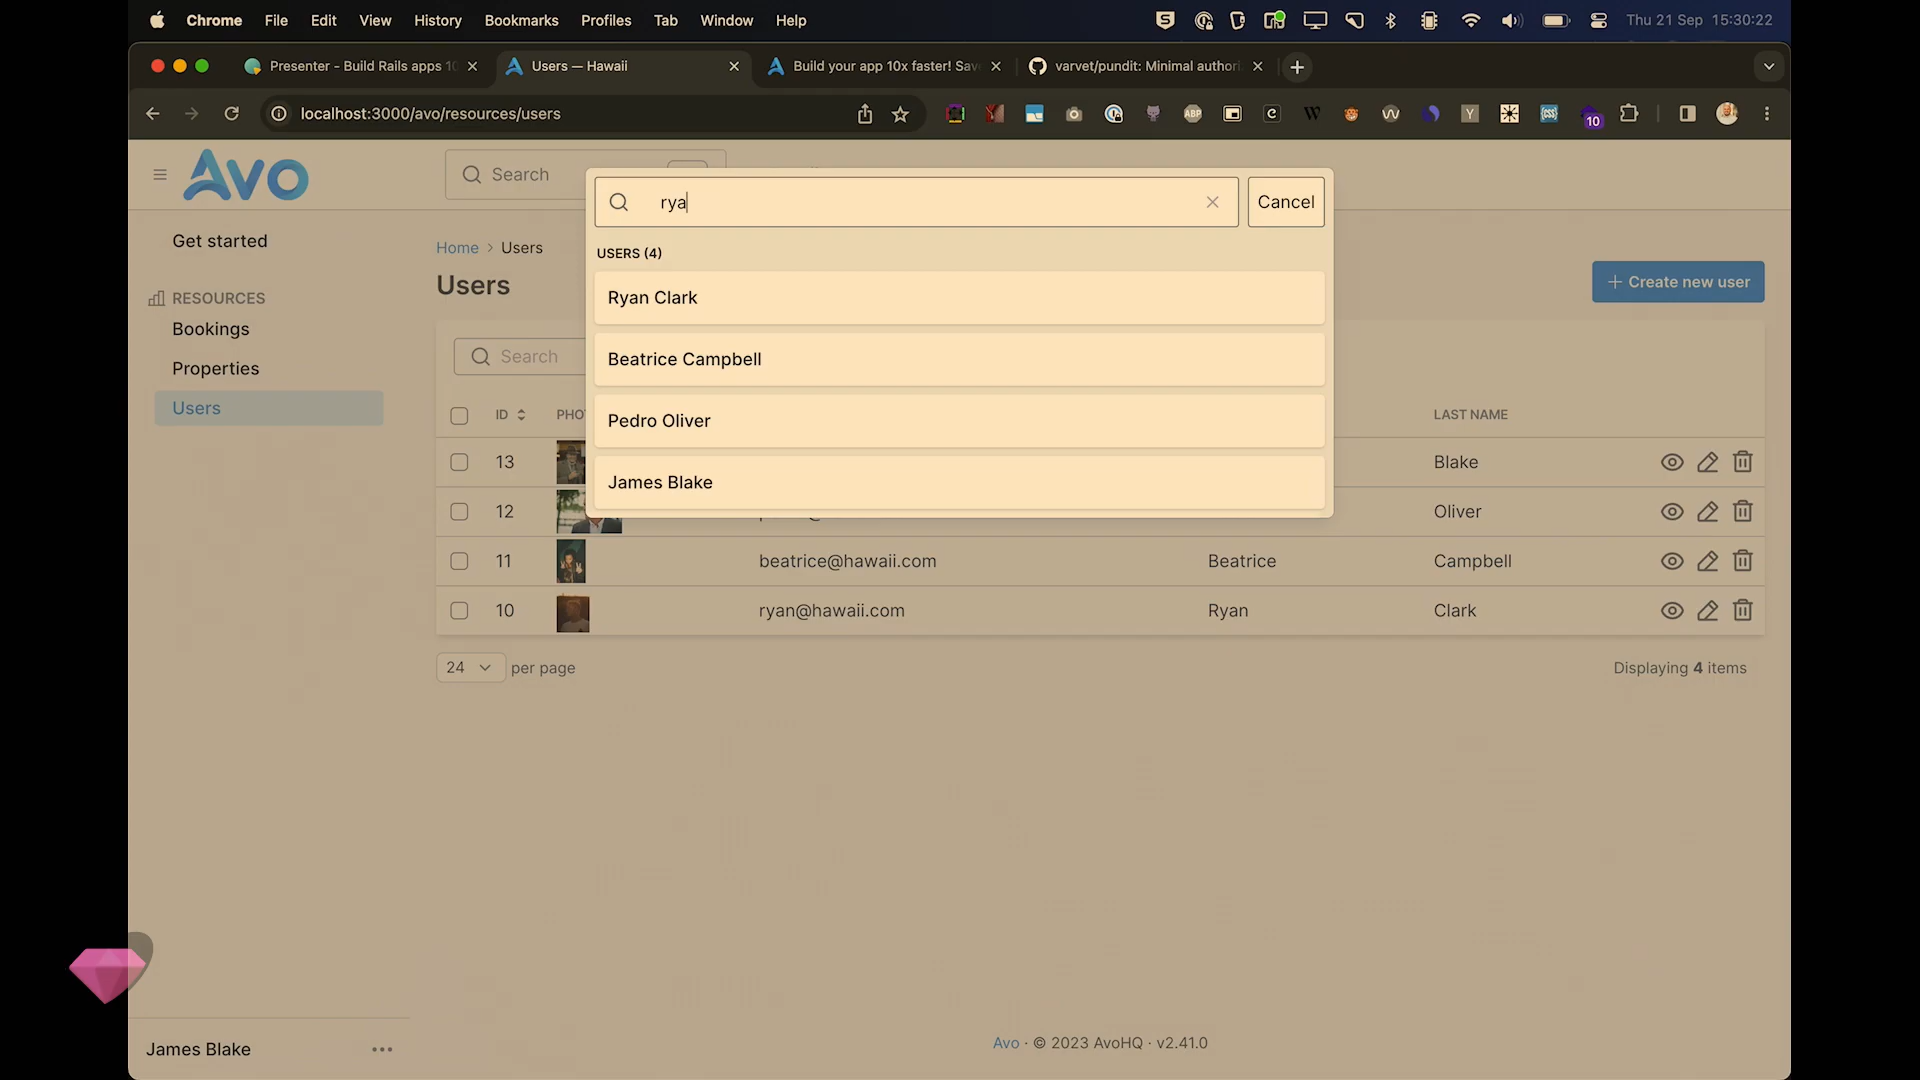 Chrome File Edit View History Bookmarks Profiles Tab Window Help Thu 21 Sep 15:30:22
Presenter - Build Rails apps 10
Users — Hawaii
Build your app 10x faster! Sav
varvet/pundit: Minimal authori
localhost:3000/avo/resources/users
ABP
C
W
Y
{css}
10
Avo
Search
rya
Cancel
Get started
Home > Users
USERS (4)
Users
Create new user
RESOURCES
Ryan Clark
Bookings
Beatrice Campbell
Search
Properties
Users
Pedro Oliver
ID PHO LAST NAME
James Blake
13 Blake
12 Oliver
11 beatrice@hawaii.com Beatrice Campbell
10 ryan@hawaii.com Ryan Clark
24 per page
Displaying 4 items
James Blake
Avo · © 2023 AvoHQ · v2.41.0